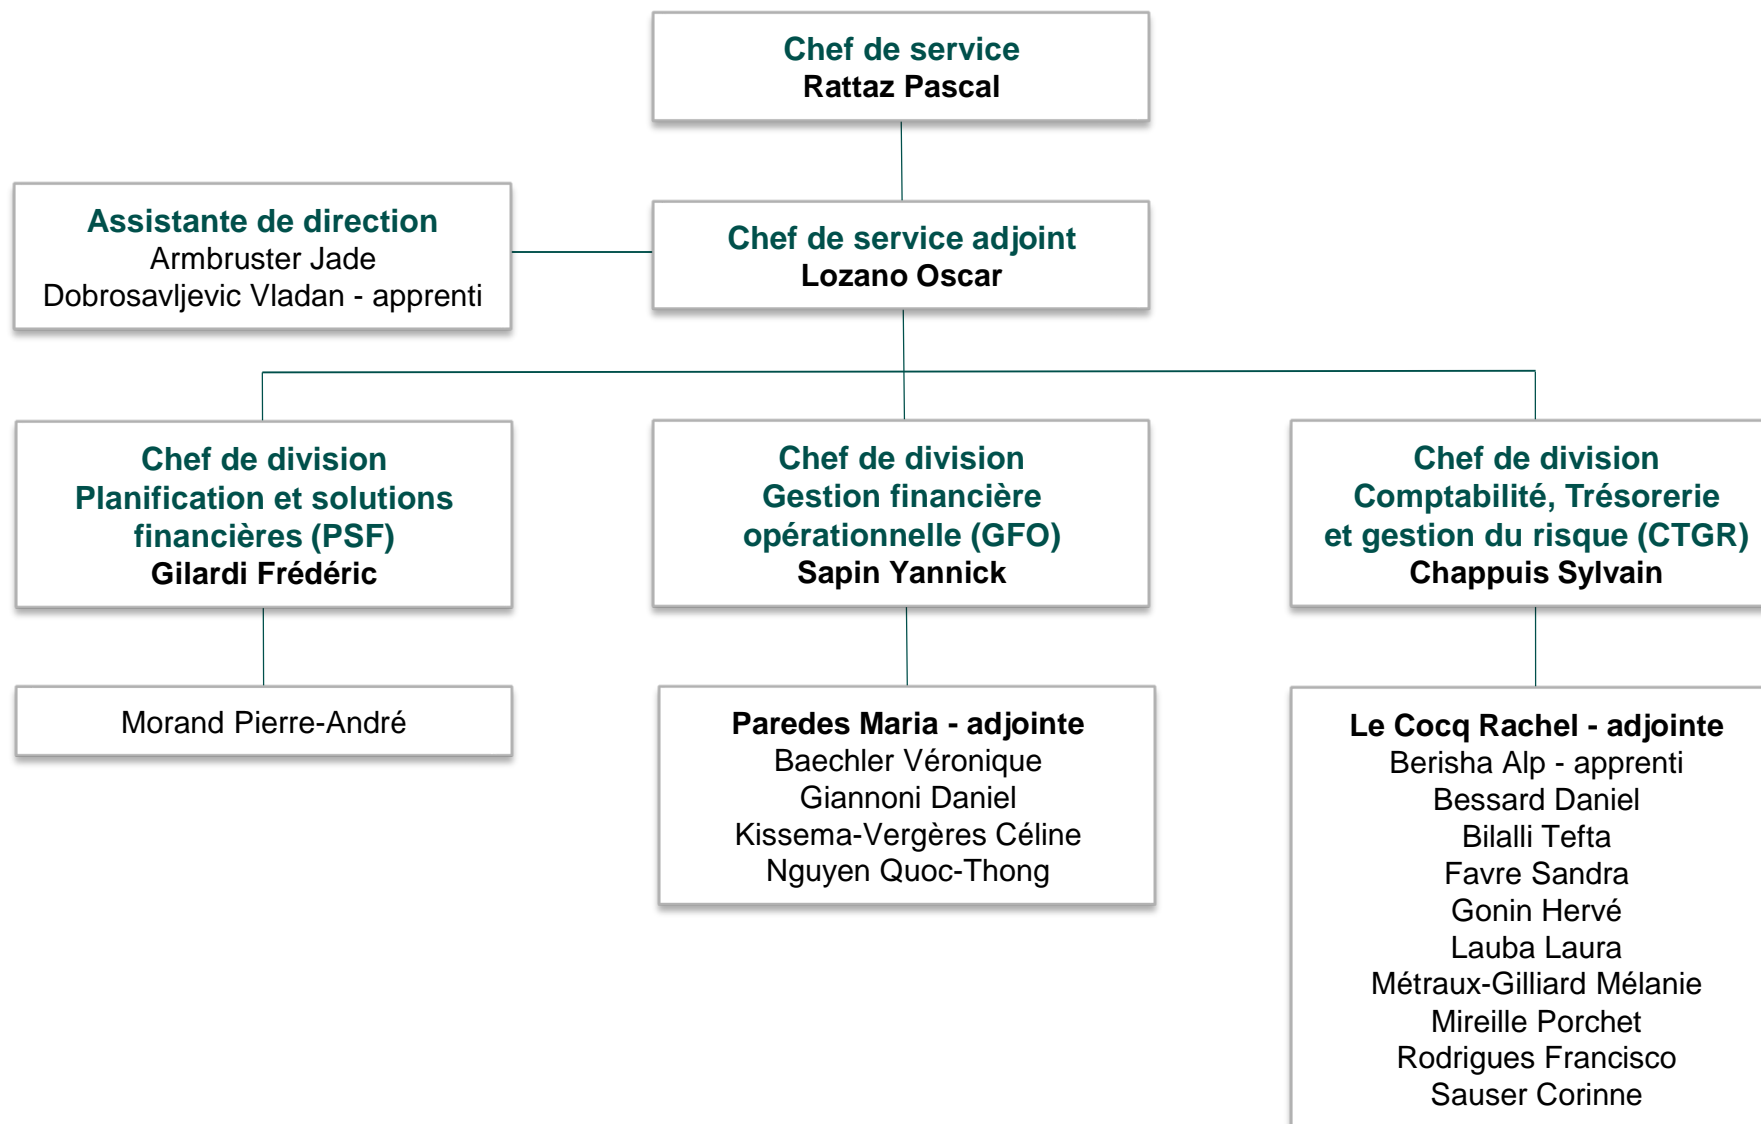 Chef de service
Rattaz Pascal
Assistante de direction
Armbruster Jade
Dobrosavljevic Vladan - apprenti
Chef de service adjoint
Lozano Oscar
Chef de division
Planification et solutions
financières (PSF)
Gilardi Frédéric
Chef de division
Gestion financière
opérationnelle (GFO)
Sapin Yannick
Chef de division
Comptabilité, Trésorerie
et gestion du risque (CTGR)
Chappuis Sylvain
Morand Pierre-André
Paredes Maria - adjointe
Baechler Véronique
Giannoni Daniel
Kissema-Vergères Céline
Nguyen Quoc-Thong
Le Cocq Rachel - adjointe
Berisha Alp - apprenti
Bessard Daniel
Bilalli Tefta
Favre Sandra
Gonin Hervé
Lauba Laura
Métraux-Gilliard Mélanie
Mireille Porchet
Rodrigues Francisco
Sauser Corinne